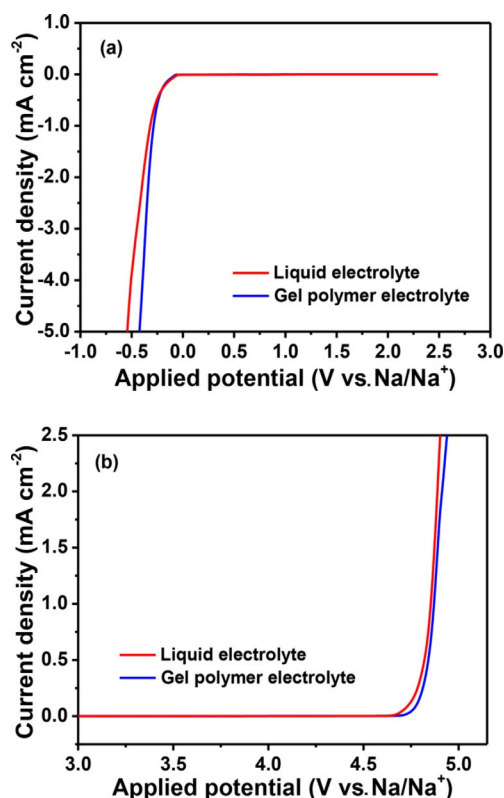 (a)
Current density (mA cm⁻²)
1.0
0.0
-1.0
-2.0
-3.0
-4.0
-5.0
Liquid electrolyte
Gel polymer electrolyte
-1.0 -0.5 0.0 0.5 1.0 1.5 2.0 2.5 3.0
Applied potential (V vs. Na/Na⁺)
(b)
Current density (mA cm⁻²)
2.5
2.0
1.5
1.0
0.5
0.0
Liquid electrolyte
Gel polymer electrolyte
3.0 3.5 4.0 4.5 5.0
Applied potential (V vs. Na/Na⁺)